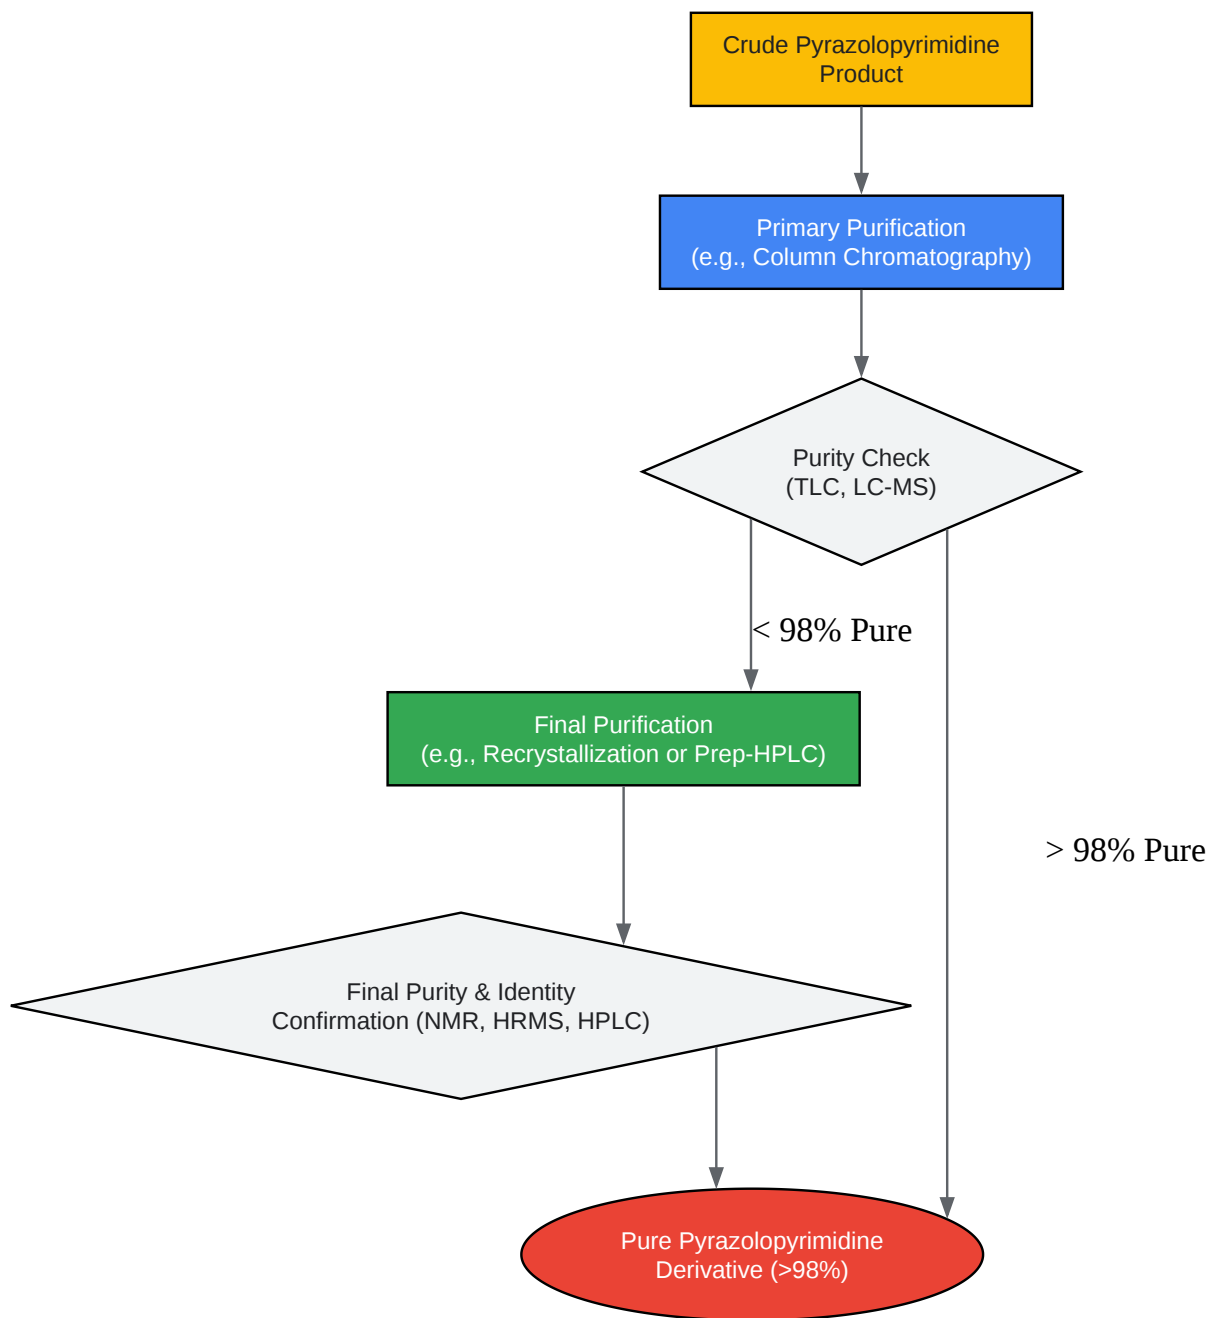 Crude Pyrazolopyrimidine
Product
Primary Purification
(e.g., Column Chromatography)
Purity Check
(TLC, LC-MS)
< 98% Pure
Final Purification
(e.g., Recrystallization or Prep-HPLC)
> 98% Pure
Final Purity & Identity
Confirmation (NMR, HRMS, HPLC)
Pure Pyrazolopyrimidine
Derivative (>98%)